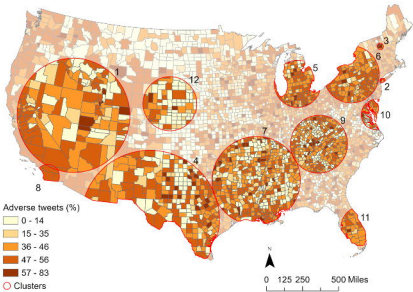 3
6
5
1
12
2
7
9
10
4
8
11
Adverse tweets (%)
0 - 14
15 - 35
36 - 46
47 - 56
57 - 83
Clusters
N
0 125 250 500 Miles